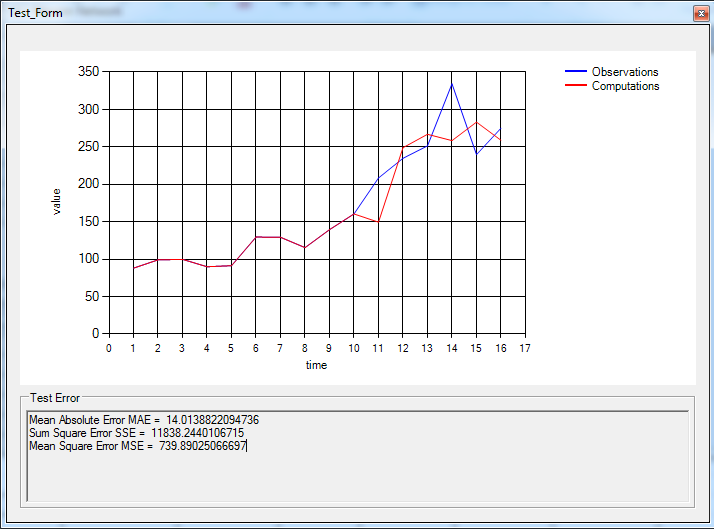 Test_Form
350
300
250
200
150
100
50
0
value
0 1 2 3 4 5 6 7 8 9 10 11 12 13 14 15 16 17
time
Observations
Computations
Test Error
Mean Absolute Error MAE = 14.0138822094736
Sum Square Error SSE = 11838.2440106715
Mean Square Error MSE = 739.89025066697